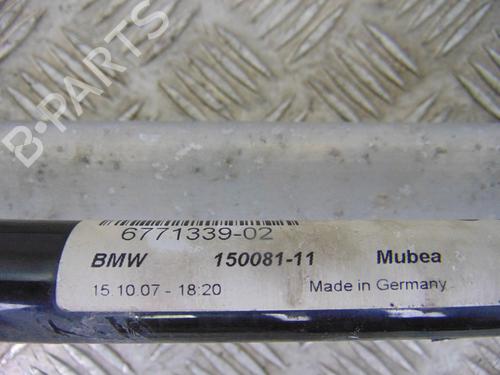 B-PARTS
6771339-02
BMW 150081-11 Mubea
15.10.07 - 18:20 Made in Germany